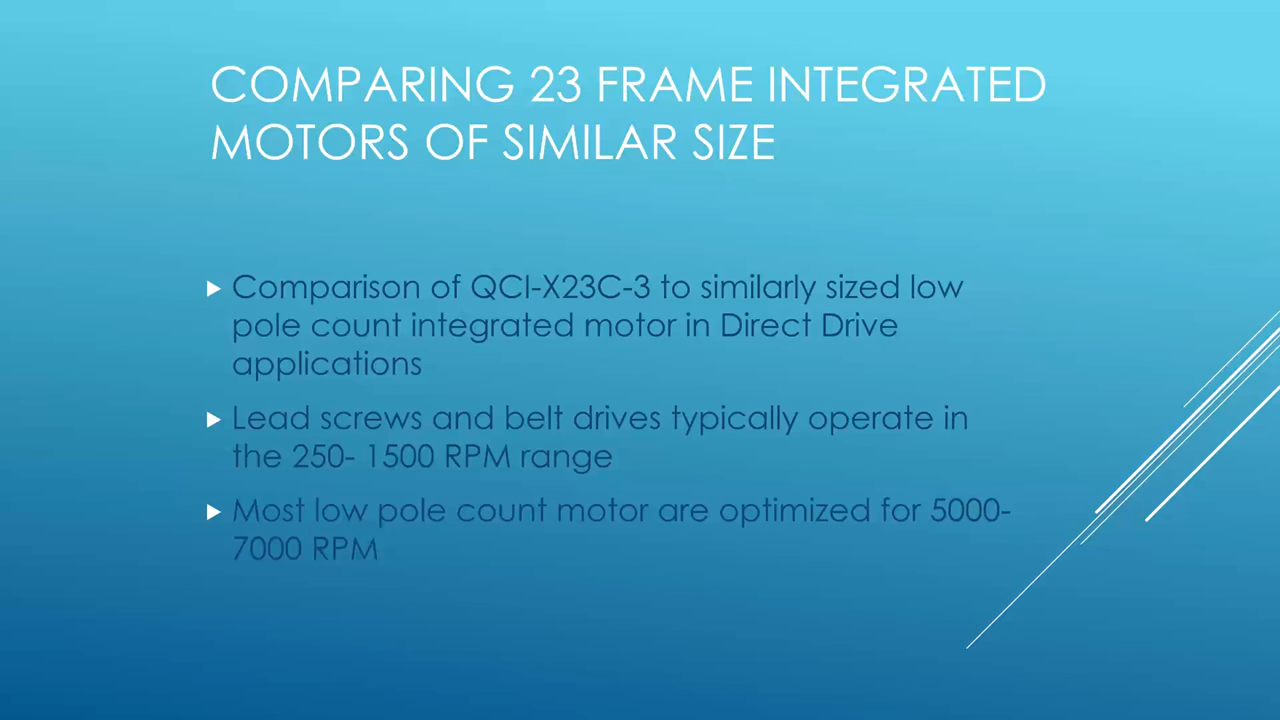 COMPARING 23 FRAME INTEGRATED
MOTORS OF SIMILAR SIZE
Comparison of QCI-X23C-3 to similarly sized low
pole count integrated motor in Direct Drive
applications
Lead screws and belt drives typically operate in
the 250- 1500 RPM range
Most low pole count motor are optimized for 5000-
7000 RPM